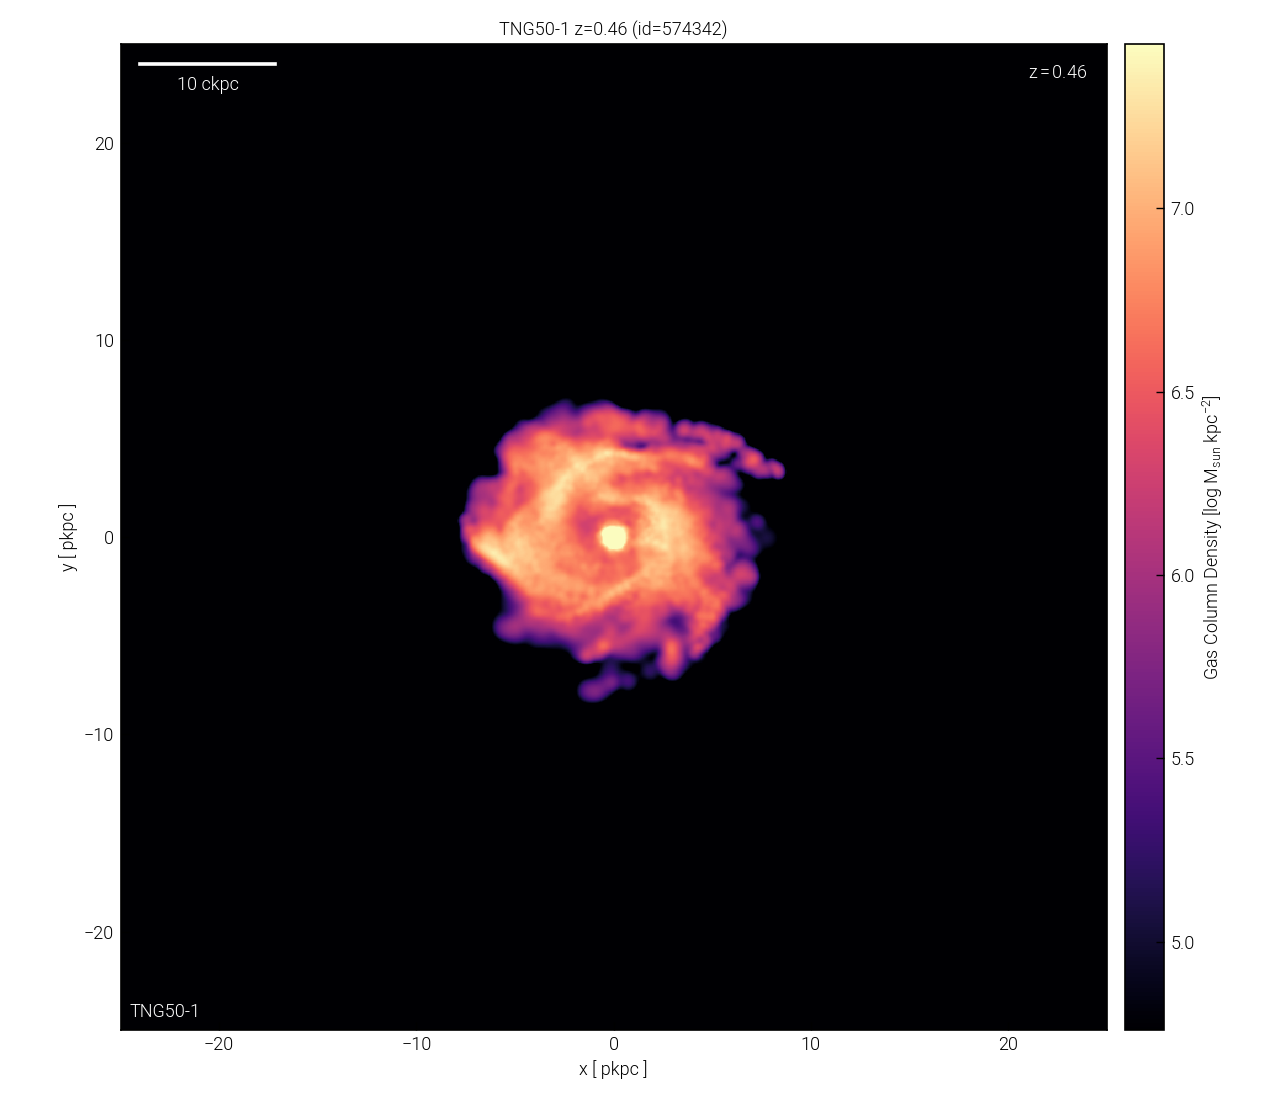 TNG50-1 z=0.46 (id=574342)
10 ckpc
z=0.46
20
10
0
−10
−20
y [ pkpc ]
TNG50-1
−20
−10
0
10
20
x [ pkpc ]
7.0
6.5
6.0
5.5
5.0
Gas Column Density [log M_sun kpc⁻²]